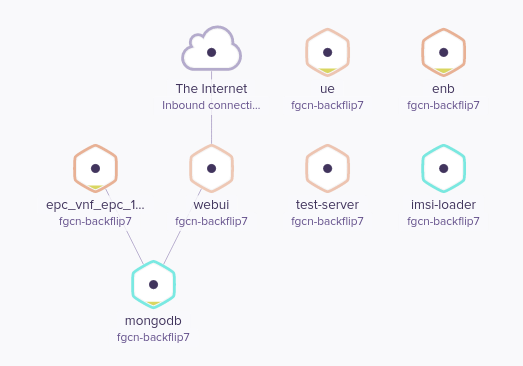 The Internet
Inbound connecti...
ue
fgcn-backflip7
enb
fgcn-backflip7
epc_vnf_epc_1...
fgcn-backflip7
webui
fgcn-backflip7
test-server
fgcn-backflip7
imsi-loader
fgcn-backflip7
mongodb
fgcn-backflip7